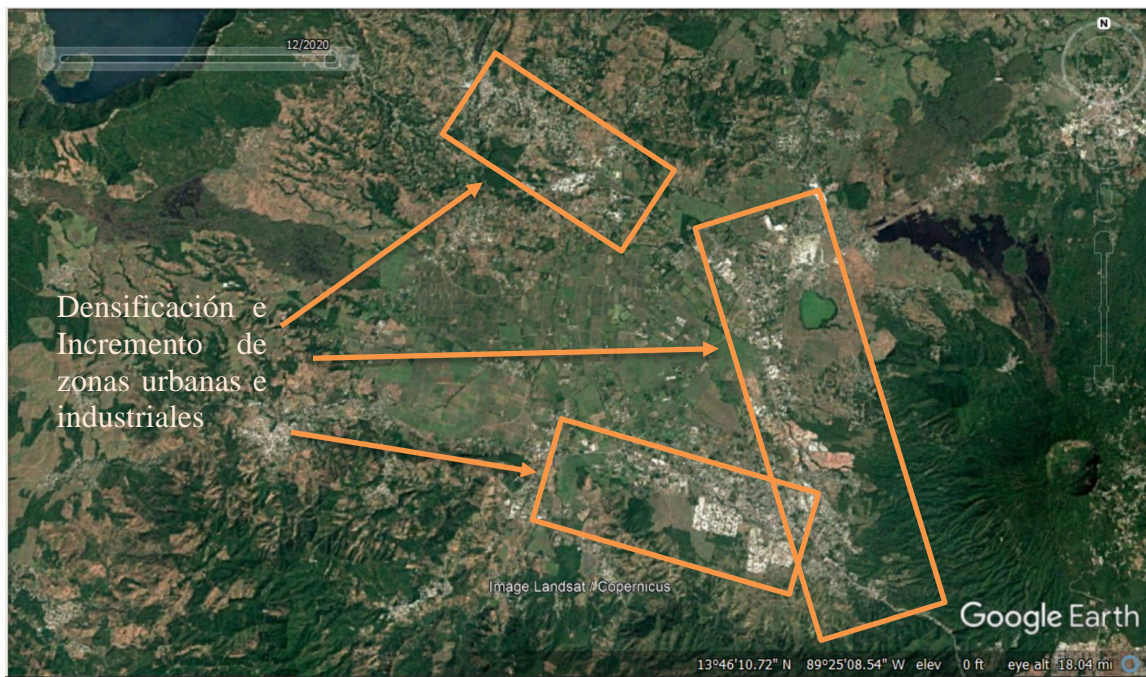 12/2020
N
Densificación e
Incremento de
zonas urbanas e
industriales
Image Landsat / Copernicus
Google Earth
13°46'10.72" N 89°25'08.54" W elev 0 ft eye alt 18.04 mi